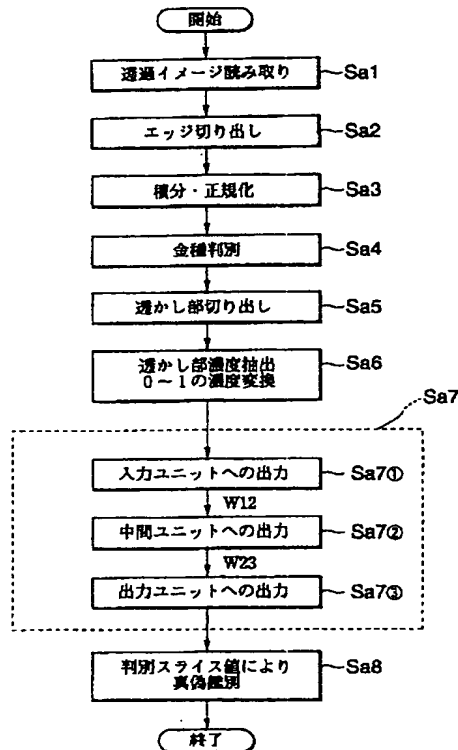 開始
透過イメージ読み取り Sa1
エッジ切り出し Sa2
積分・正規化 Sa3
金種判別 Sa4
透かし部切り出し Sa5
透かし部濃度抽出 Sa6
0～1の濃度変換
Sa7
入力ユニットへの出力 Sa7①
W12
中間ユニットへの出力 Sa7②
W23
出力ユニットへの出力 Sa7③
判別スライス値により Sa8
真偽鑑別
終了